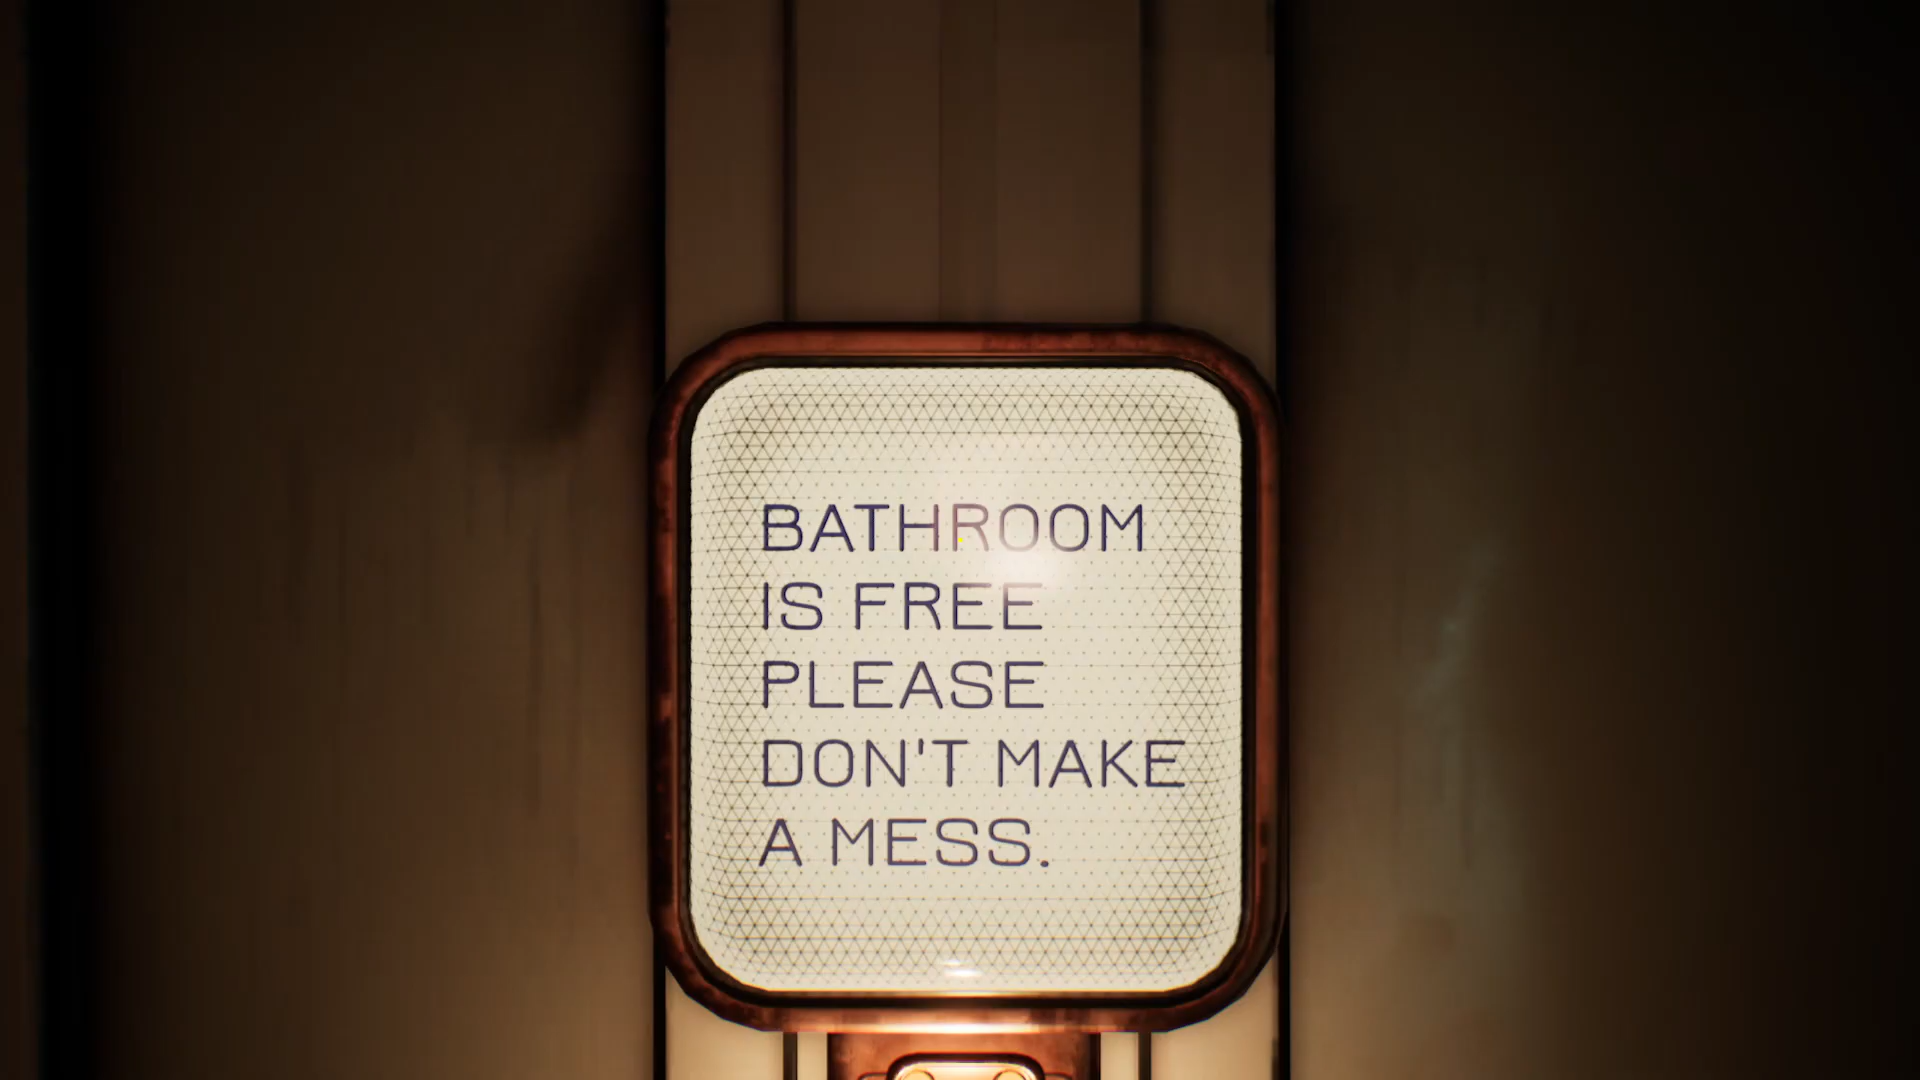 BATHROOM
IS FREE
PLEASE
DON'T MAKE
A MESS.